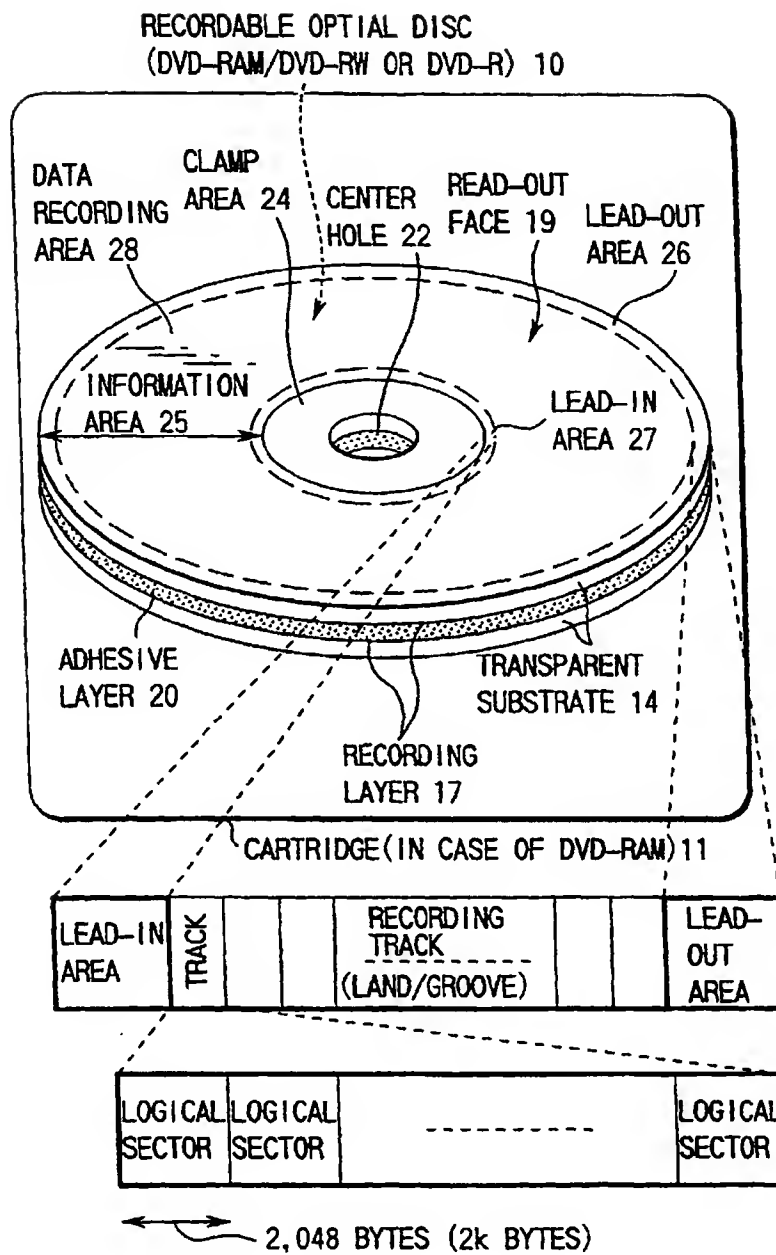 RECORDABLE OPTIAL DISC
(DVD-RAM/DVD-RW OR DVD-R) 10
DATA
RECORDING
AREA 28
CLAMP
AREA 24
CENTER
HOLE 22
READ-OUT
FACE 19
LEAD-OUT
AREA 26
INFORMATION
AREA 25
LEAD-IN
AREA 27
ADHESIVE
LAYER 20
TRANSPARENT
SUBSTRATE 14
RECORDING
LAYER 17
CARTRIDGE(IN CASE OF DVD-RAM)11
LEAD-IN
AREA
TRACK
RECORDING
TRACK
(LAND/GROOVE)
LEAD-
OUT
AREA
LOGICAL
SECTOR
LOGICAL
SECTOR
LOGICAL
SECTOR
2,048 BYTES (2k BYTES)